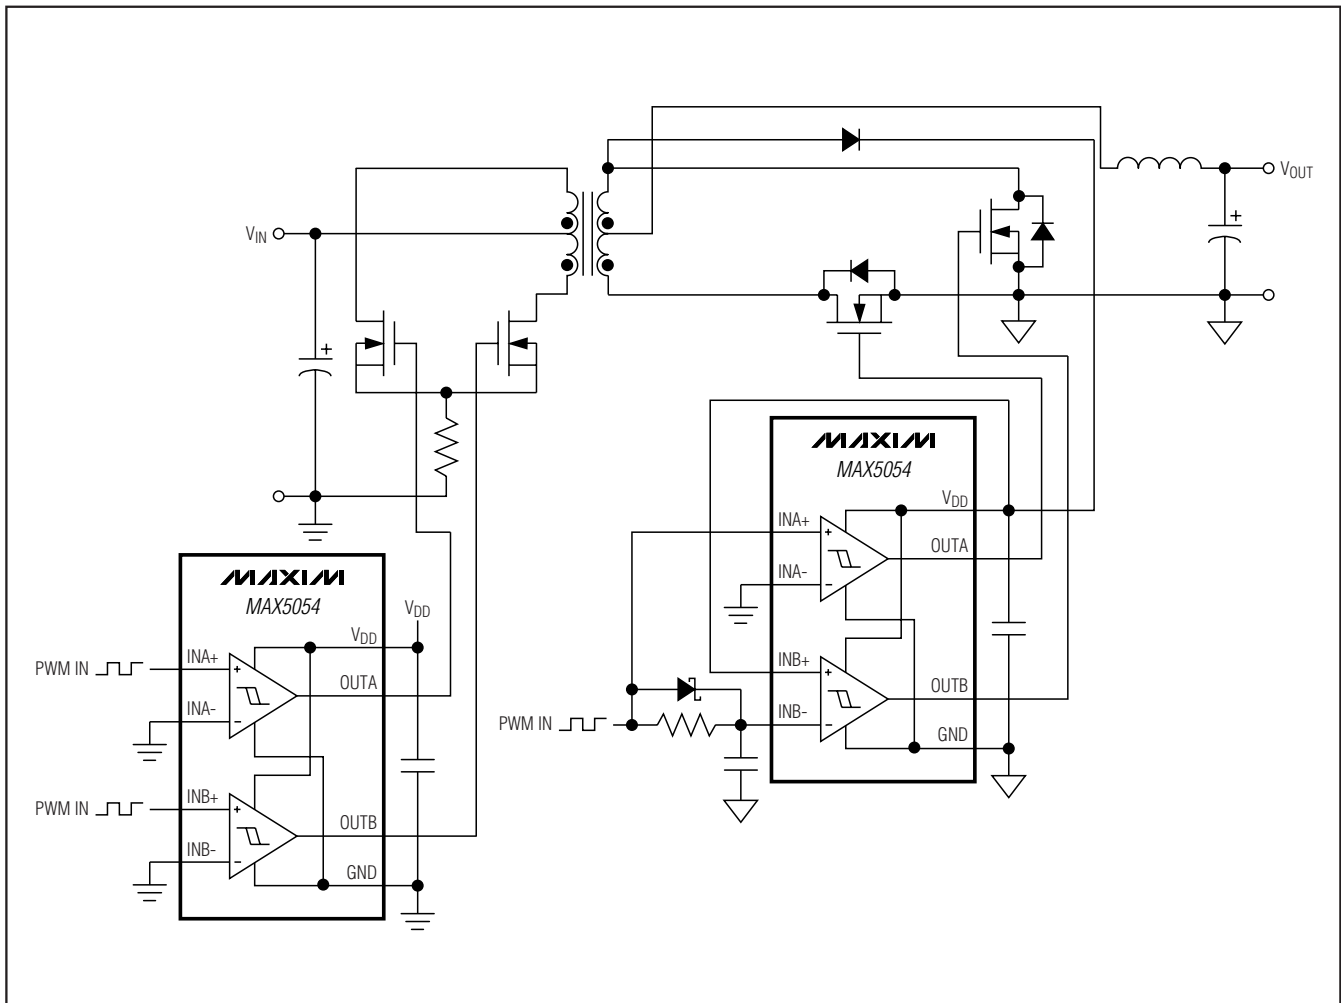 VIN
+
VOUT
+
MAXIM
MAX5054
VDD
INA+
+
OUTA
INA-
-
INB+
+
OUTB
INB-
-
GND
PWM IN
MAXIM
MAX5054
VDD
VDD
PWM IN
INA+
+
OUTA
INA-
-
PWM IN
INB+
+
OUTB
INB-
-
GND